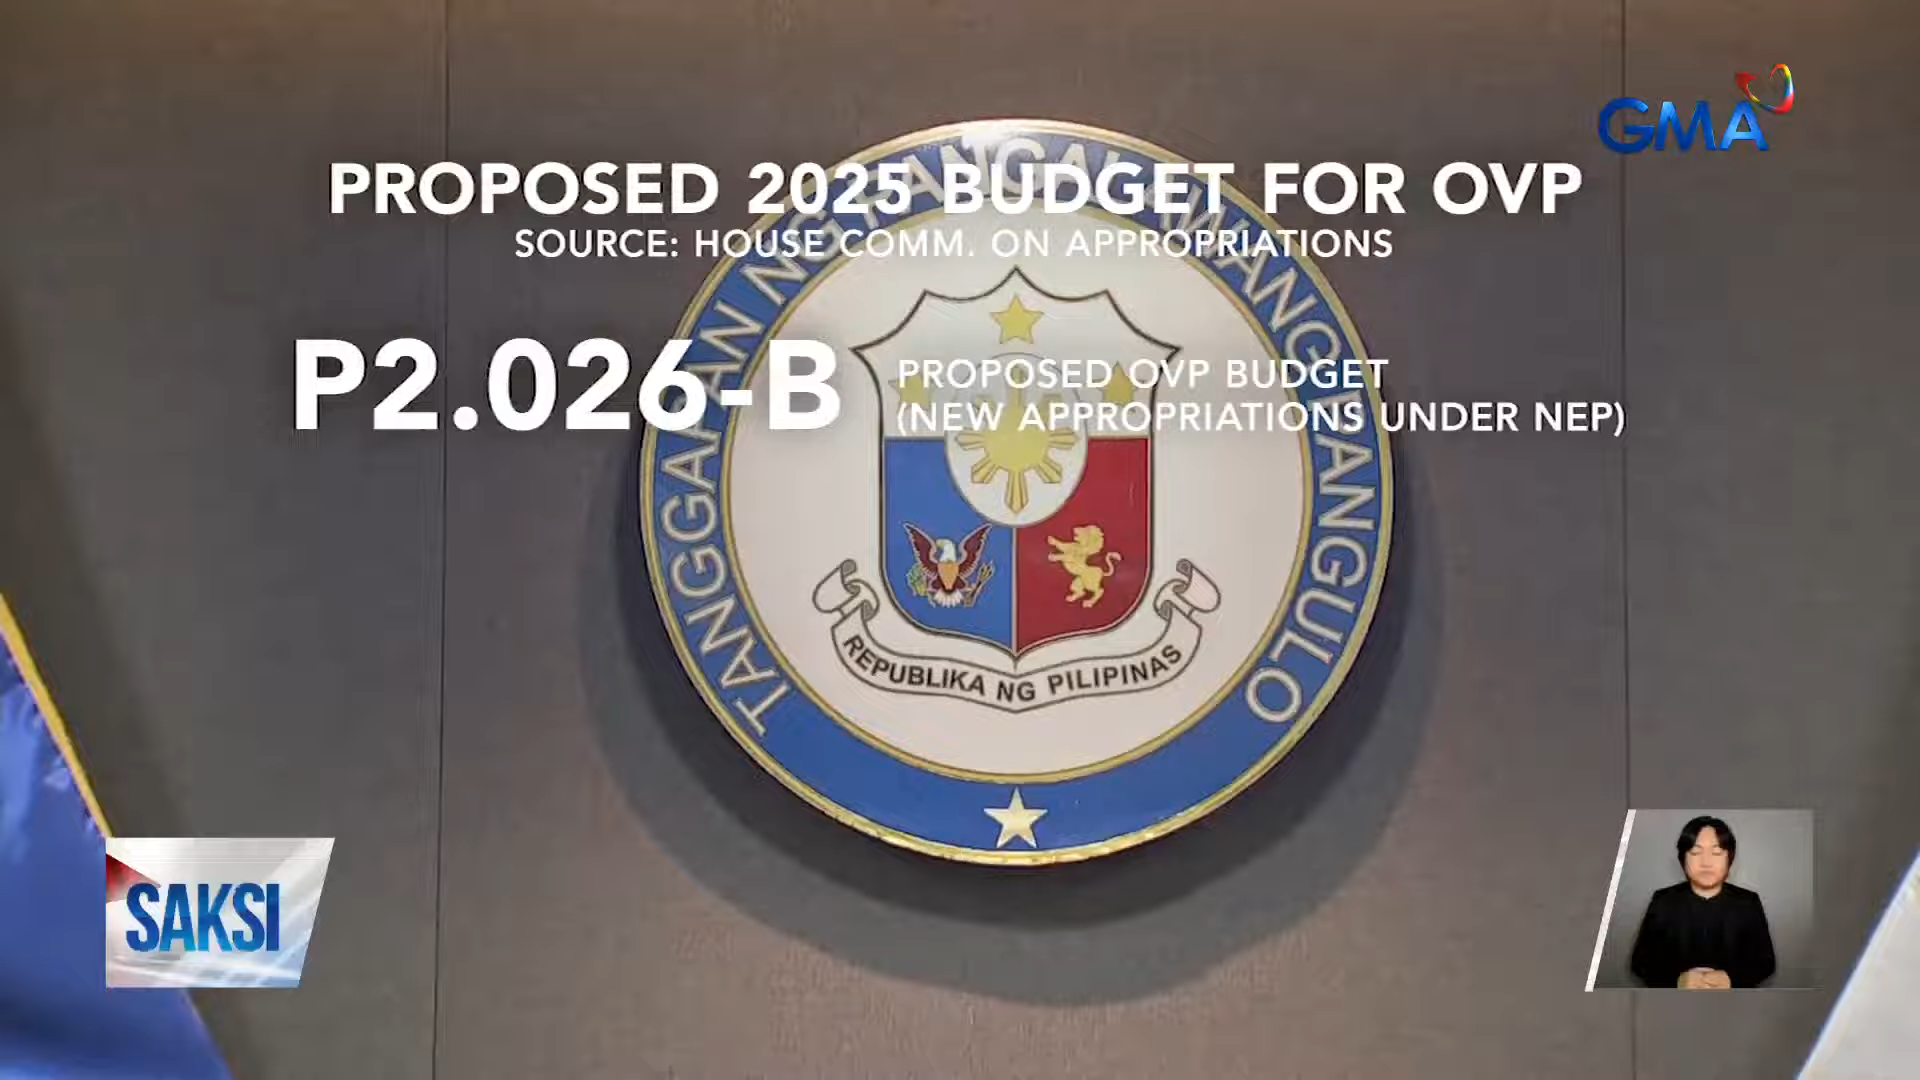 GMA
PROPOSED 2025 BUDGET FOR OVP
SOURCE: HOUSE COMM. ON APPROPRIATIONS
P2.026-B
PROPOSED OVP BUDGET
(NEW APPROPRIATIONS UNDER NEP)
TANGGAPAN NG PANGALAWANG PANGULO
REPUBLIKA NG PILIPINAS
SAKSI